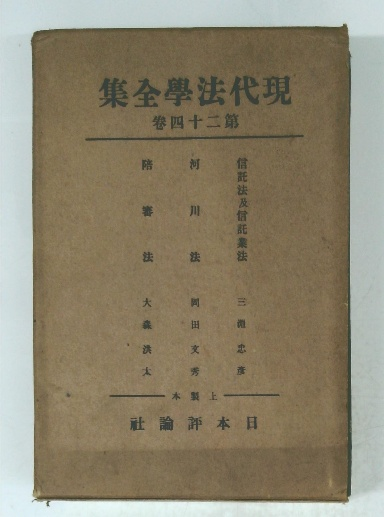 現代法學全集
第二十四卷
信託法及信託業法 三淵忠彦
河川法 岡田文秀
陪審法 大森洪太
上製本
日本評論社